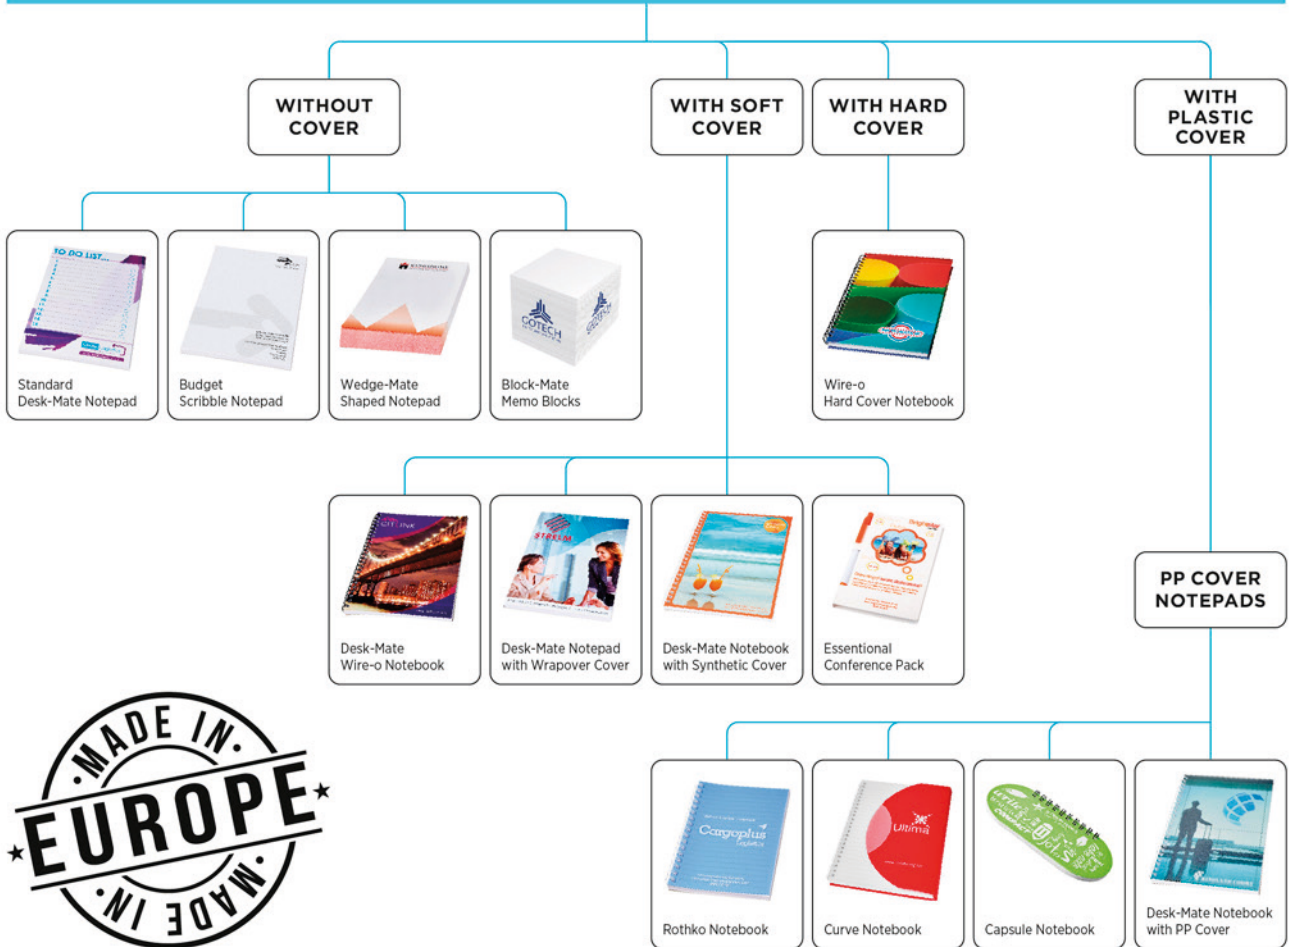 WITHOUT
COVER
WITH SOFT
COVER
WITH HARD
COVER
WITH
PLASTIC
COVER
TO DO LIST
GOTECH
Standard
Desk-Mate Notepad
Budget
Scribble Notepad
Wedge-Mate
Shaped Notepad
Block-Mate
Memo Blocks
Wire-o
Hard Cover Notebook
Desk-Mate
Wire-o Notebook
Desk-Mate Notepad
with Wrapover Cover
Desk-Mate Notebook
with Synthetic Cover
Essentional
Conference Pack
PP COVER
NOTEPADS
MADE IN
EUROPE
MADE IN
Cargoplus
Logistics
Ultima
Rothko Notebook
Curve Notebook
Capsule Notebook
Desk-Mate Notebook
with PP Cover